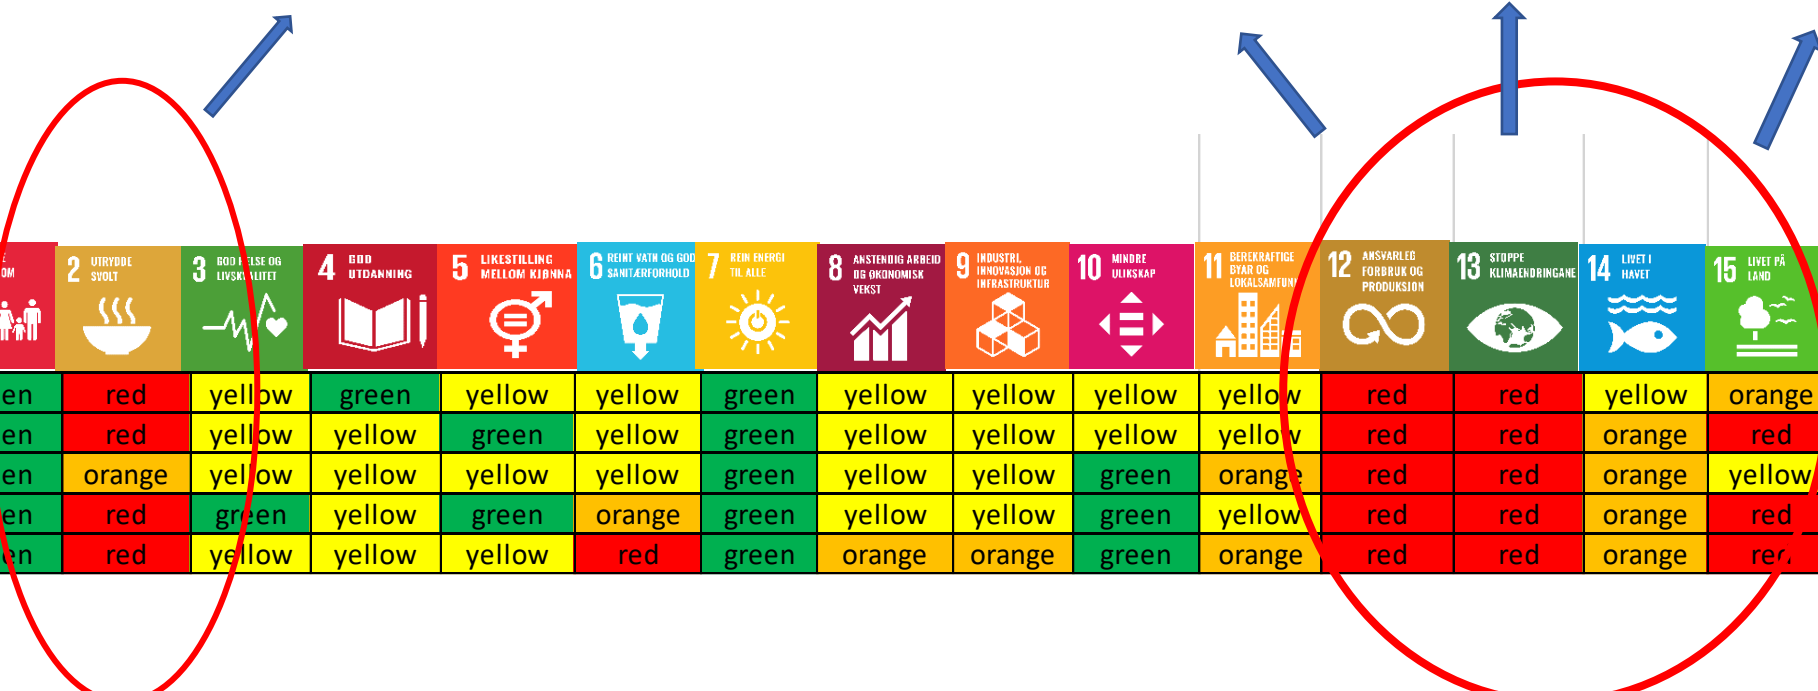 OM
2 UTRYDDE
SVOLT
3 GOD HELSE OG
LIVSKVALITET
4 GOD
UTDANNING
5 LIKESTILLING
MELLOM KJØNNA
6 REINT VATN OG GOD
SANITÆRFORHOLD
7 REIN ENERGI
TIL ALLE
8 ANSTENDIG ARBEID
OG ØKONOMISK
VEKST
9 INDUSTRI,
INNOVASJON OG
INFRASTRUKTUR
10 MINDRE
ULIKSKAP
11 BEREKRAFTIGE
BYAR OG
LOKALSAMFUNN
12 ANSVARLEG
FORBRUK OG
PRODUKSJON
13 STOPPE
KLIMAENDRINGANE
14 LIVET I
HAVET
15 LIVET PÅ
LAND
en red yellow green yellow yellow green yellow yellow yellow yellow red red yellow orange
en red yellow yellow green yellow green yellow yellow yellow yellow red red orange red
en orange yellow yellow yellow yellow green yellow yellow green orange red red orange yellow
en red green yellow green orange green yellow yellow green yellow red red orange red
en red yellow yellow yellow red green orange orange green orange red red orange red